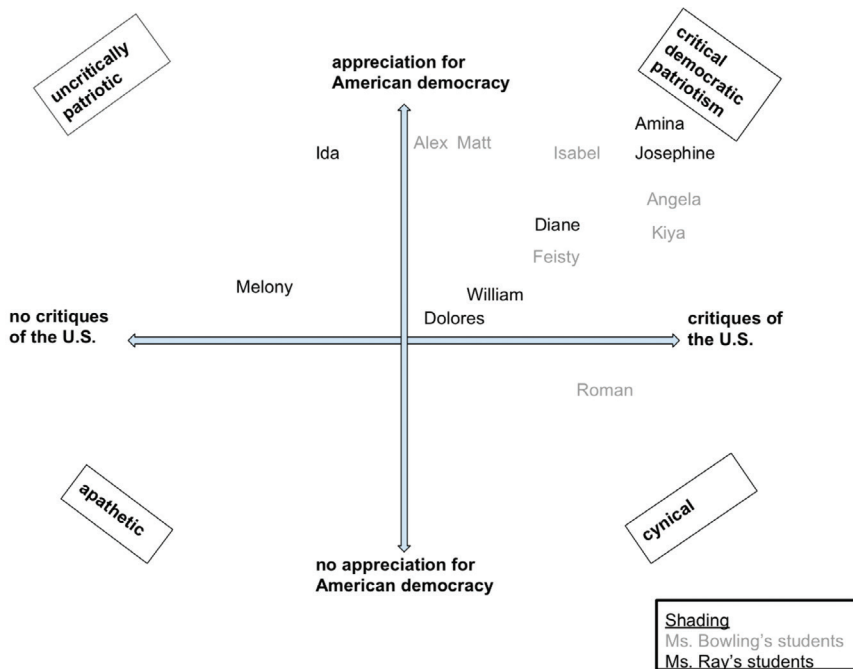 uncritically
patriotic
appreciation for
American democracy
critical
democratic
patriotism
Amina
Ida
Alex Matt
Isabel
Josephine
Angela
Diane
Kiya
Feisty
Melony
William
Dolores
no critiques
of the U.S.
critiques of
the U.S.
Roman
apathetic
cynical
no appreciation for
American democracy
Shading
Ms. Bowling's students
Ms. Ray's students